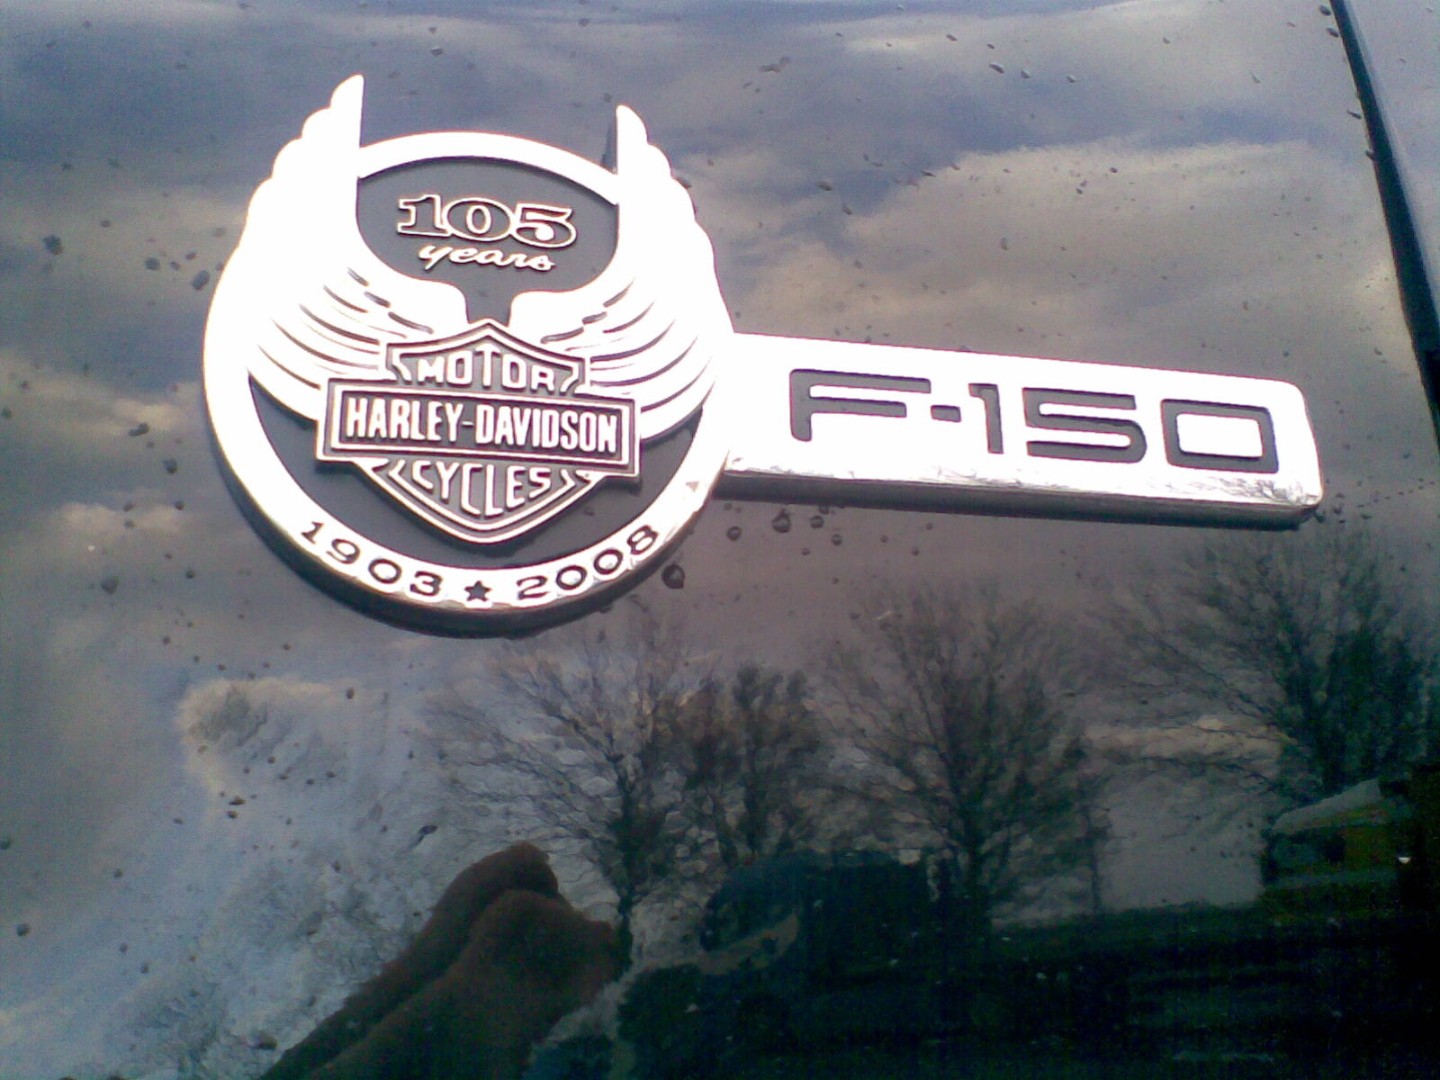 105
years
MOTOR
HARLEY-DAVIDSON
CYCLES
1903 ★ 2008
F-150